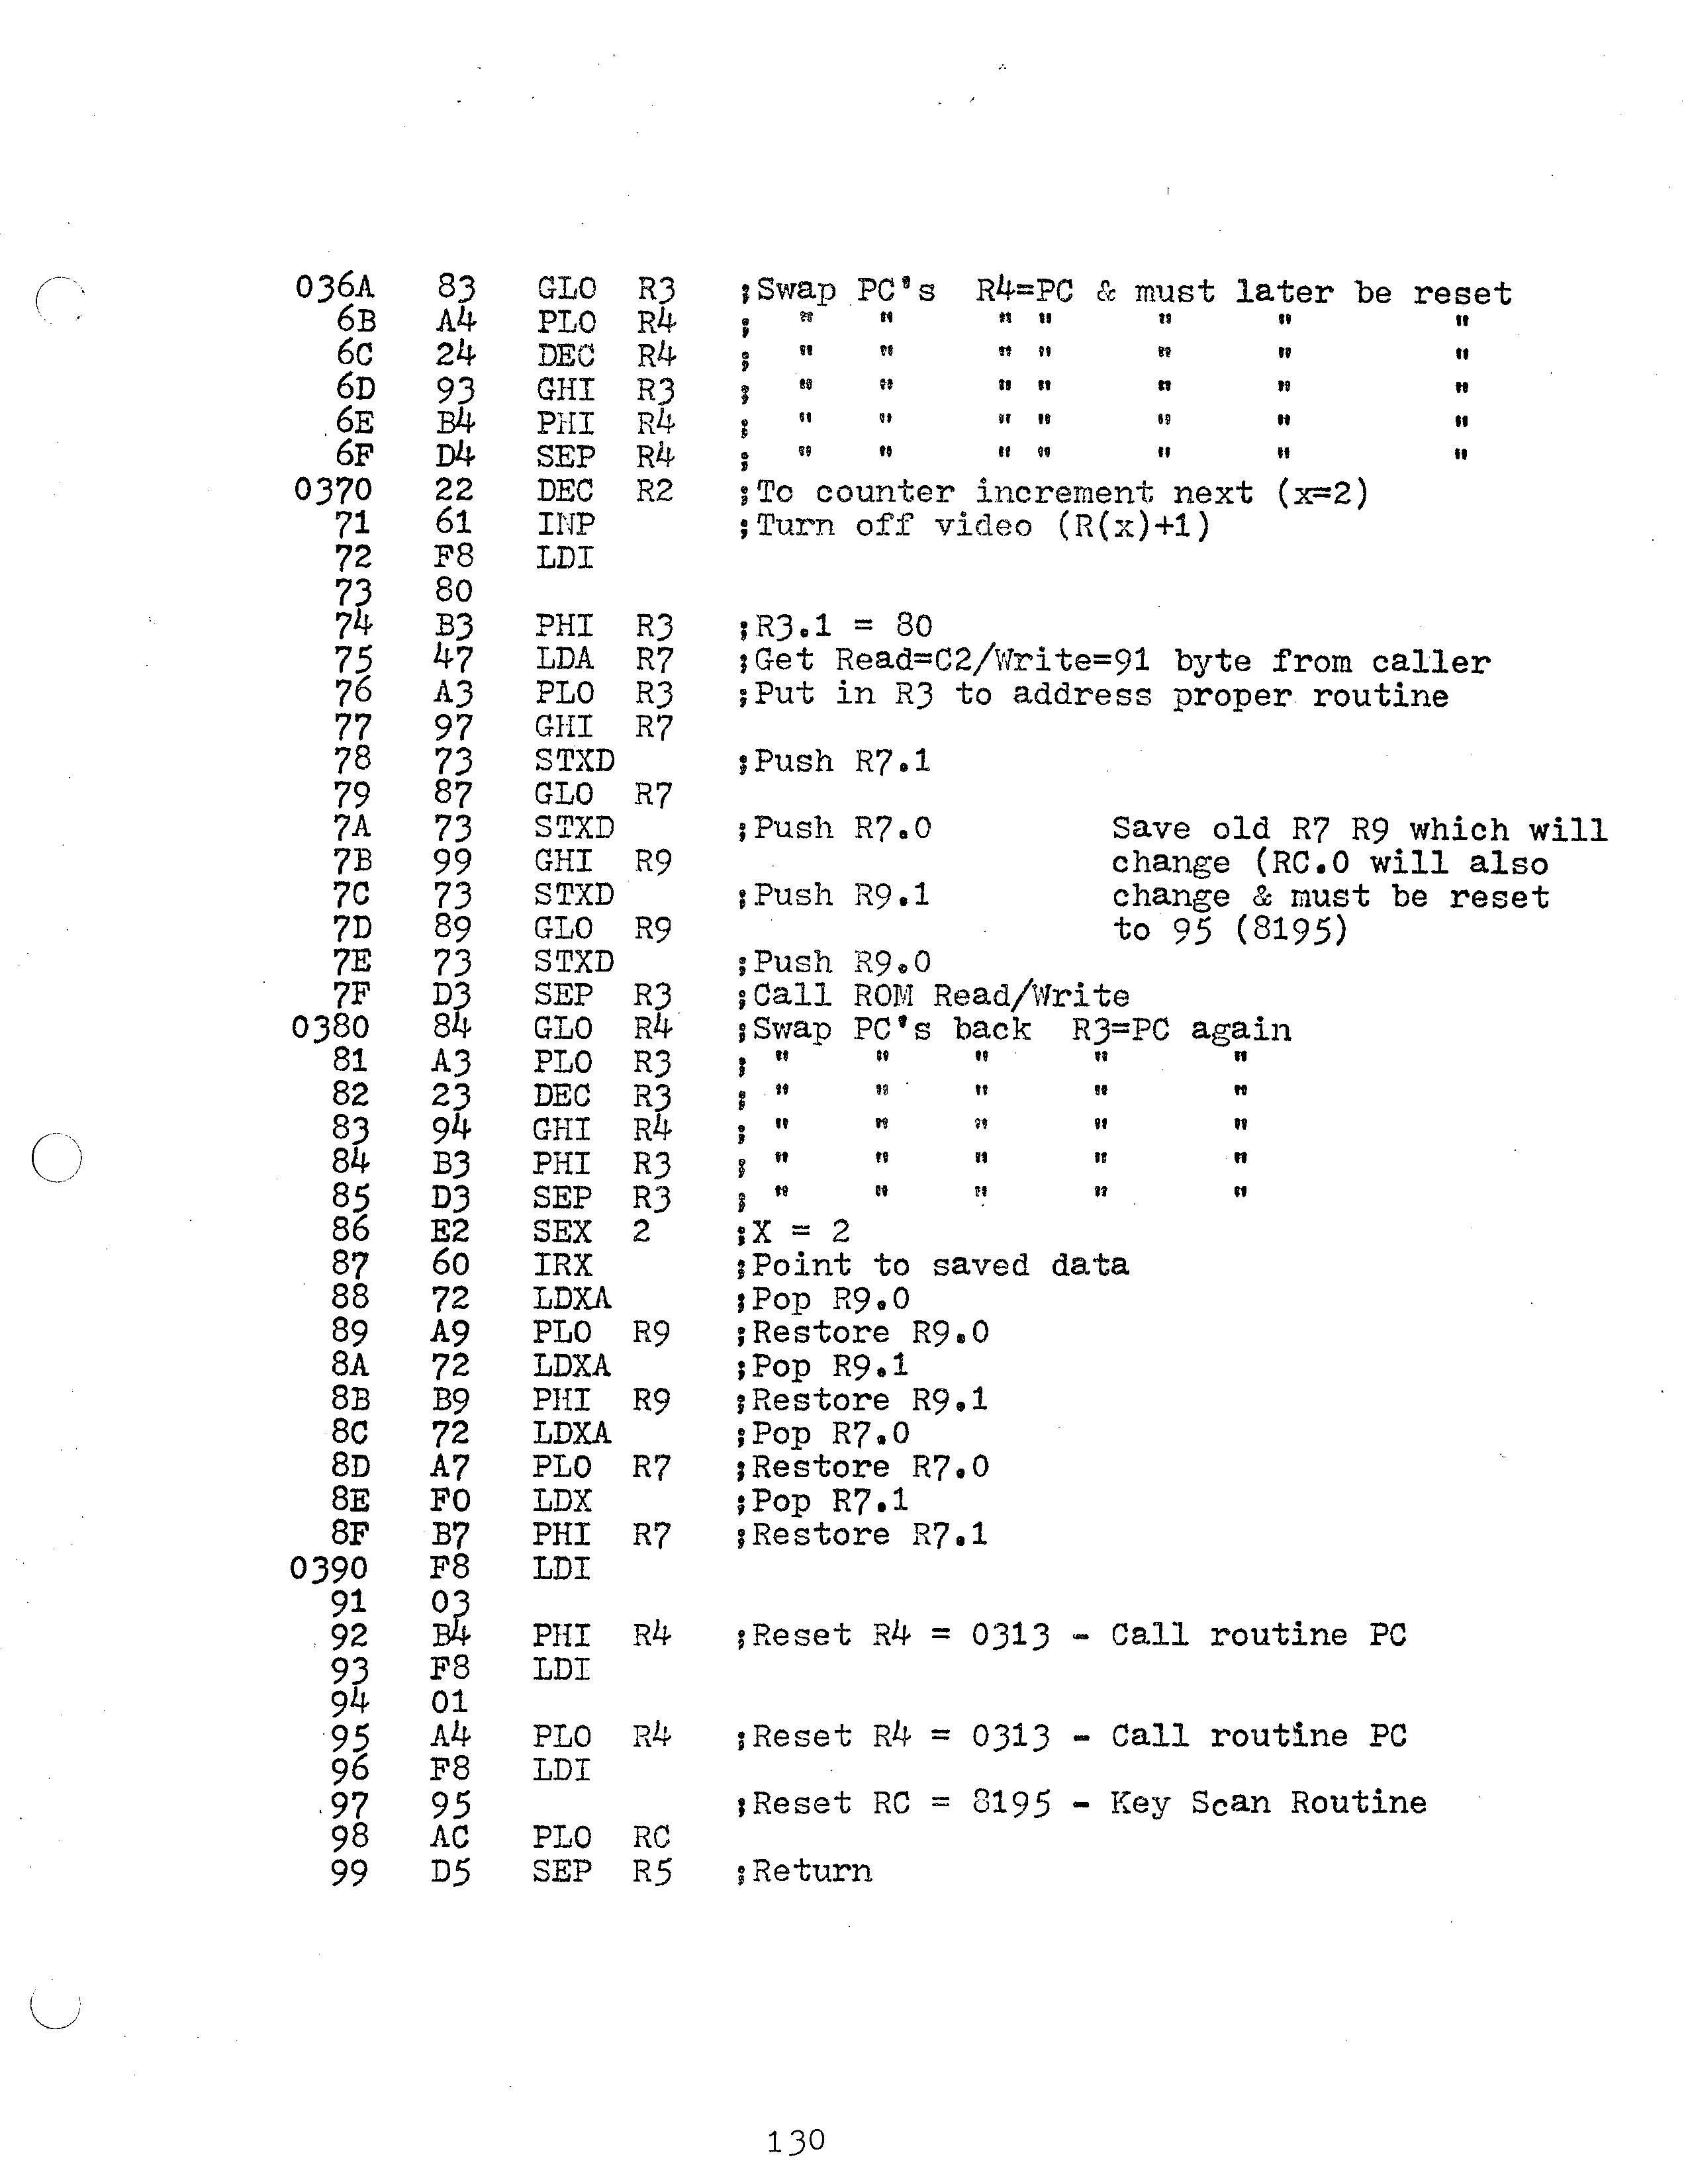 036A 83 GLO R3 ;Swap PC's R4=PC & must later be reset
6B A4 PLO R4 ; " " " " " " "
6C 24 DEC R4 ; " " " " " " "
6D 93 GHI R3 ; " " " " " " "
6E B4 PHI R4 ; " " " " " " "
6F D4 SEP R4 ; " " " " " " "
0370 22 DEC R2 ;To counter increment next (x=2)
71 61 INP ;Turn off video (R(x)+1)
72 F8 LDI
73 80
74 B3 PHI R3 ;R3.1 = 80
75 47 LDA R7 ;Get Read=C2/Write=91 byte from caller
76 A3 PLO R3 ;Put in R3 to address proper routine
77 97 GHI R7
78 73 STXD ;Push R7.1
79 87 GLO R7
7A 73 STXD ;Push R7.0 Save old R7 R9 which will
7B 99 GHI R9 change (RC.0 will also
7C 73 STXD ;Push R9.1 change & must be reset
7D 89 GLO R9 to 95 (8195)
7E 73 STXD ;Push R9.0
7F D3 SEP R3 ;Call ROM Read/Write
0380 84 GLO R4 ;Swap PC's back R3=PC again
81 A3 PLO R3 ; " " " " "
82 23 DEC R3 ; " " " " "
83 94 GHI R4 ; " " " " "
84 B3 PHI R3 ; " " " " "
85 D3 SEP R3 ; " " " " "
86 E2 SEX 2 ;X = 2
87 60 IRX ;Point to saved data
88 72 LDXA ;Pop R9.0
89 A9 PLO R9 ;Restore R9.0
8A 72 LDXA ;Pop R9.1
8B B9 PHI R9 ;Restore R9.1
8C 72 LDXA ;Pop R7.0
8D A7 PLO R7 ;Restore R7.0
8E F0 LDX ;Pop R7.1
8F B7 PHI R7 ;Restore R7.1
0390 F8 LDI
91 03
92 B4 PHI R4 ;Reset R4 = 0313 - Call routine PC
93 F8 LDI
94 01
95 A4 PLO R4 ;Reset R4 = 0313 - Call routine PC
96 F8 LDI
97 95 ;Reset RC = 8195 - Key Scan Routine
98 AC PLO RC
99 D5 SEP R5 ;Return
130